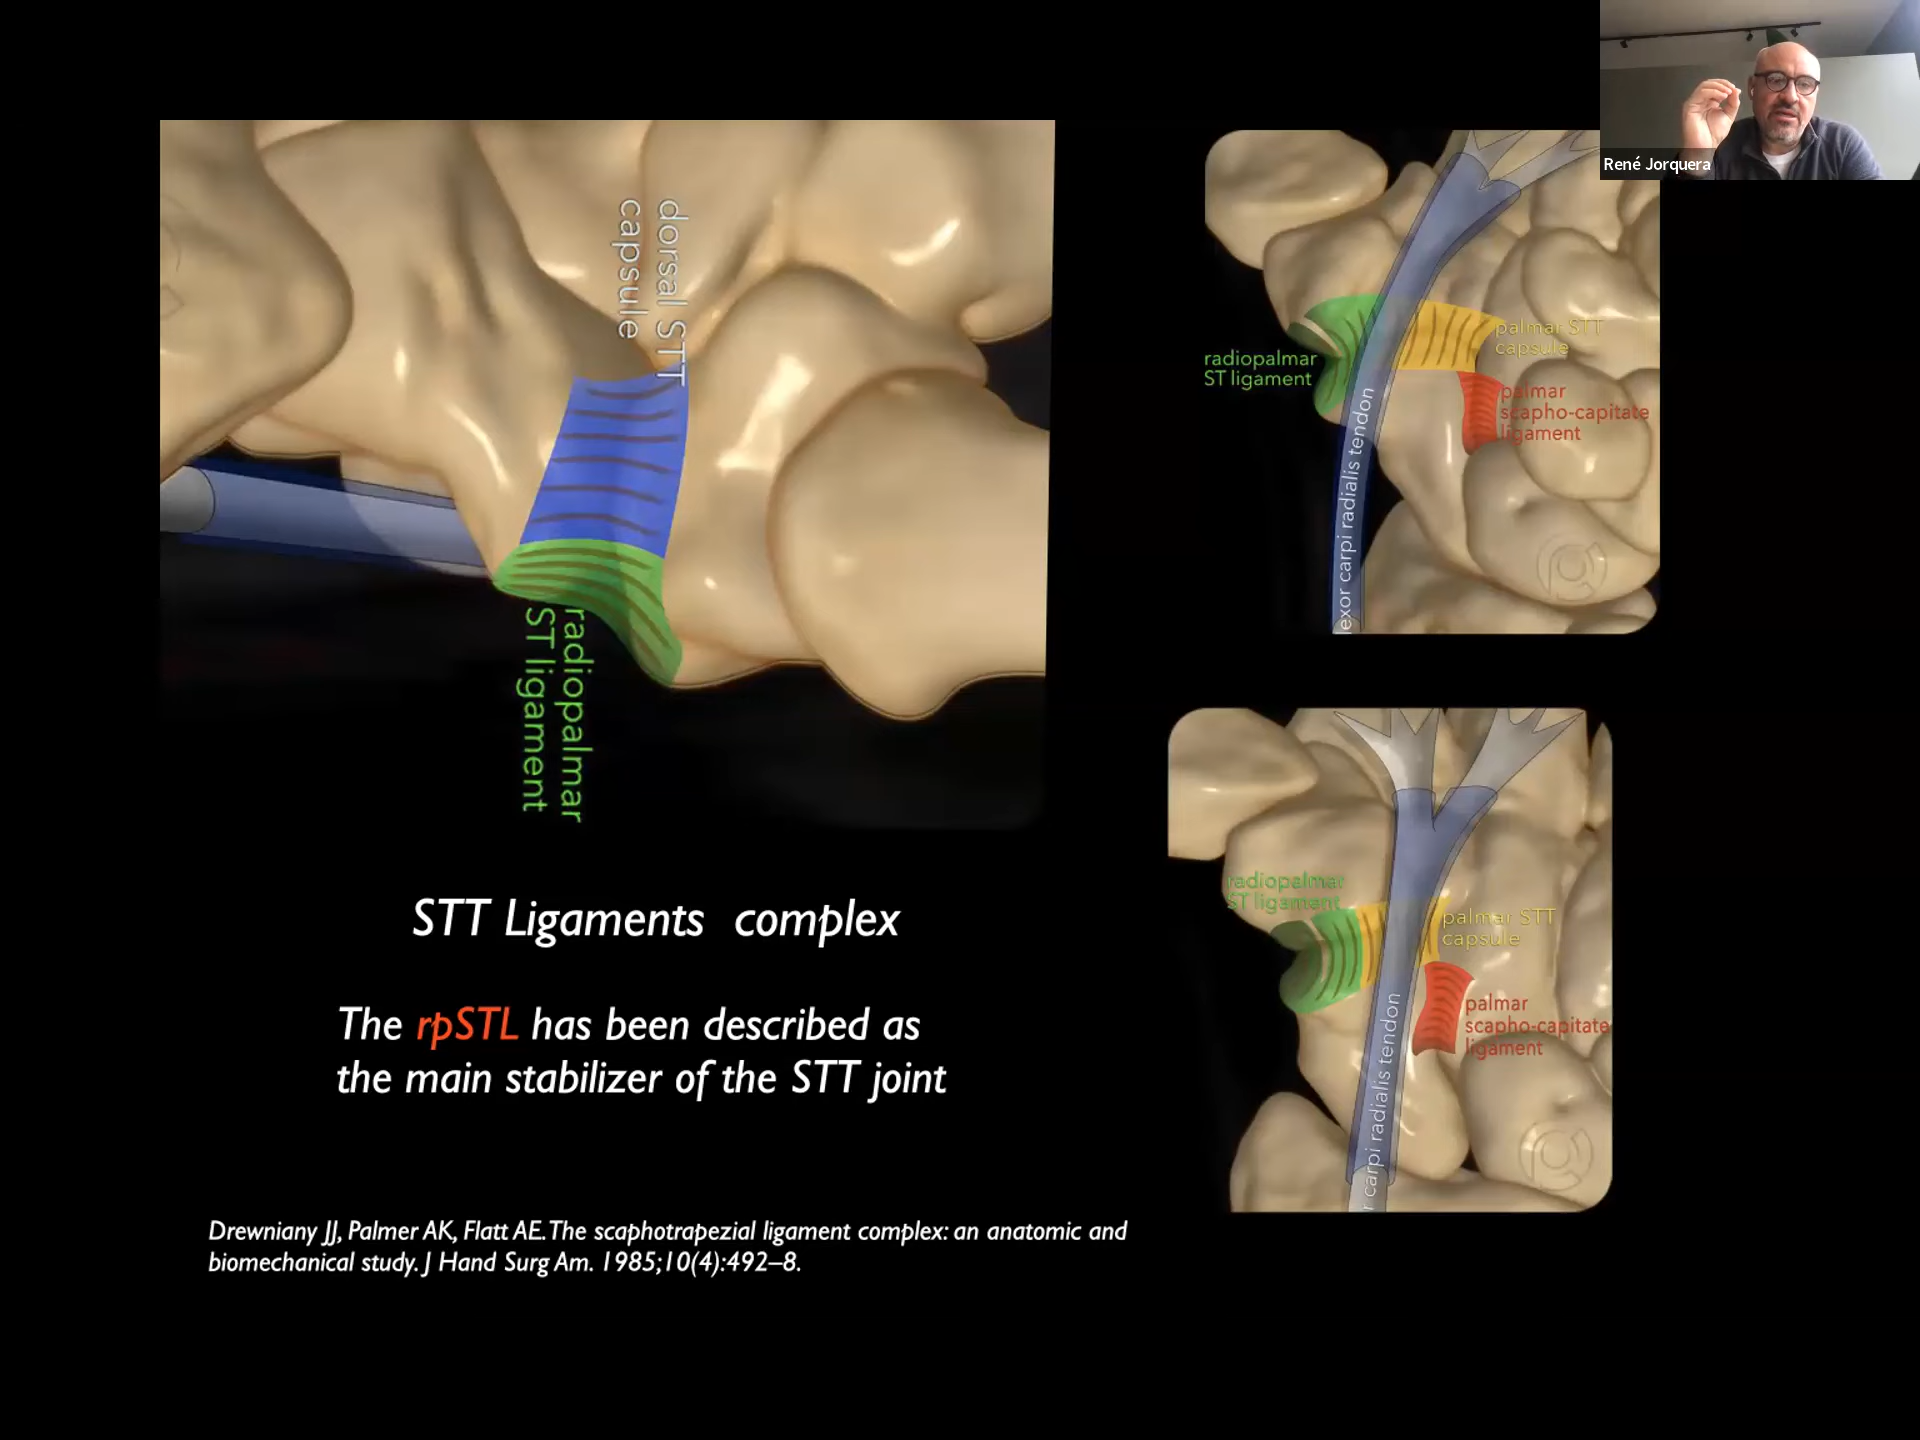 René Jorquera
dorsal STT
capsule
radiopalmar
ST ligament
radiopalmar
ST ligament
palmar STT
capsule
palmar
scapho-capitate
ligament
lexor carpi radialis tendon
radiopalmar
ST ligament
palmar STT
capsule
palmar
scapho-capitate
ligament
r carpi radialis tendon
STT Ligaments complex
The rpSTL has been described as
the main stabilizer of the STT joint
Drewniany JJ, Palmer AK, Flatt AE. The scaphotrapezial ligament complex: an anatomic and
biomechanical study. J Hand Surg Am. 1985;10(4):492–8.